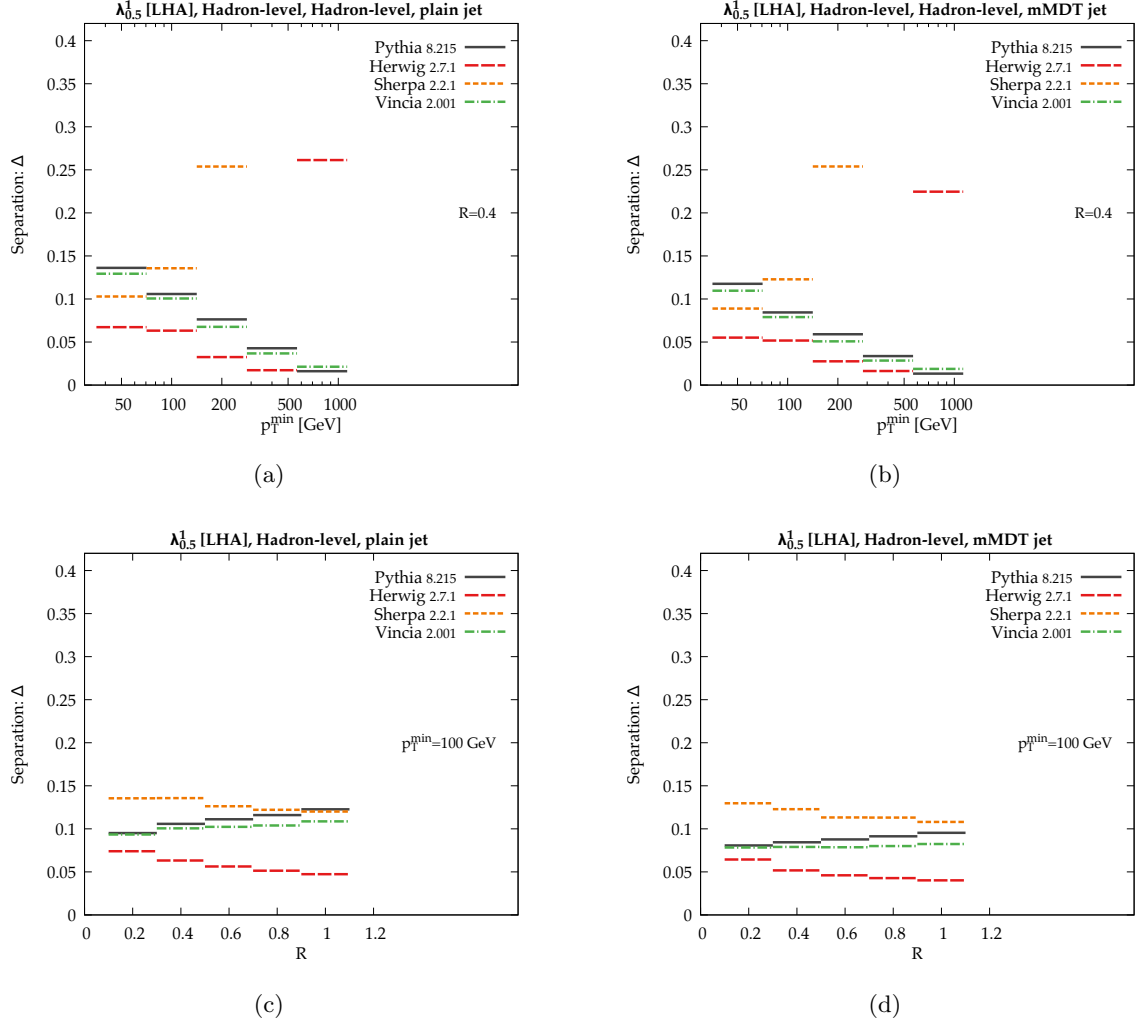 λ¹₀.₅ [LHA], Hadron-level, Hadron-level, plain jet
Pythia 8.215
Herwig 2.7.1
Sherpa 2.2.1
Vincia 2.001
R=0.4
Separation: Δ
0.4
0.35
0.3
0.25
0.2
0.15
0.1
0.05
0
50 100 200 500 1000
p_T^min [GeV]
(a)
λ¹₀.₅ [LHA], Hadron-level, Hadron-level, mMDT jet
Pythia 8.215
Herwig 2.7.1
Sherpa 2.2.1
Vincia 2.001
R=0.4
Separation: Δ
0.4
0.35
0.3
0.25
0.2
0.15
0.1
0.05
0
50 100 200 500 1000
p_T^min [GeV]
(b)
λ¹₀.₅ [LHA], Hadron-level, plain jet
Pythia 8.215
Herwig 2.7.1
Sherpa 2.2.1
Vincia 2.001
p_T^min=100 GeV
Separation: Δ
0.4
0.35
0.3
0.25
0.2
0.15
0.1
0.05
0
0 0.2 0.4 0.6 0.8 1 1.2
R
(c)
λ¹₀.₅ [LHA], Hadron-level, mMDT jet
Pythia 8.215
Herwig 2.7.1
Sherpa 2.2.1
Vincia 2.001
p_T^min=100 GeV
Separation: Δ
0.4
0.35
0.3
0.25
0.2
0.15
0.1
0.05
0
0 0.2 0.4 0.6 0.8 1 1.2
R
(d)